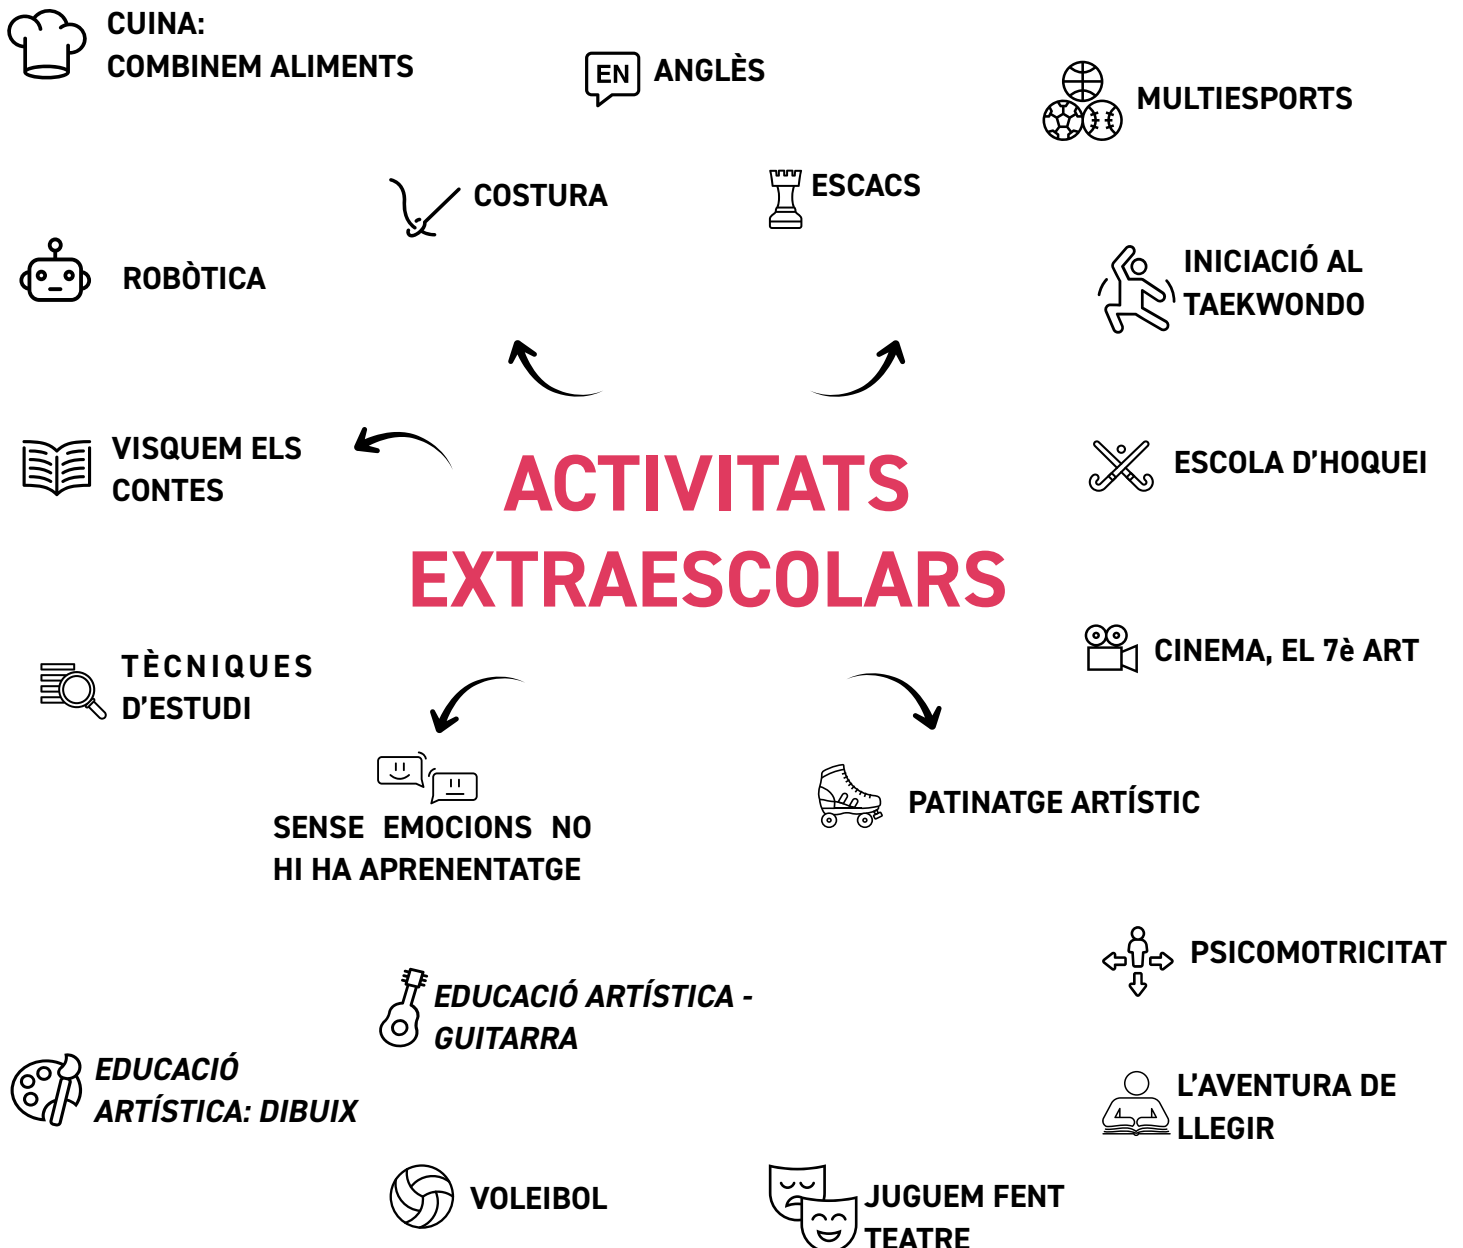 CUINA:
COMBINEM ALIMENTS
EN
ANGLÈS
MULTIESPORTS
COSTURA
ESCACS
ROBÒTICA
INICIACIÓ AL
TAEKWONDO
VISQUEM ELS
CONTES
ESCOLA D'HOQUEI
ACTIVITATS
EXTRAESCOLARS
TÈCNIQUES
D'ESTUDI
CINEMA, EL 7è ART
SENSE EMOCIONS NO
HI HA APRENENTATGE
PATINATGE ARTÍSTIC
PSICOMOTRICITAT
EDUCACIÓ ARTÍSTICA -
GUITARRA
EDUCACIÓ
ARTÍSTICA: DIBUIX
L'AVENTURA DE
LLEGIR
VOLEIBOL
JUGUEM FENT
TEATRE